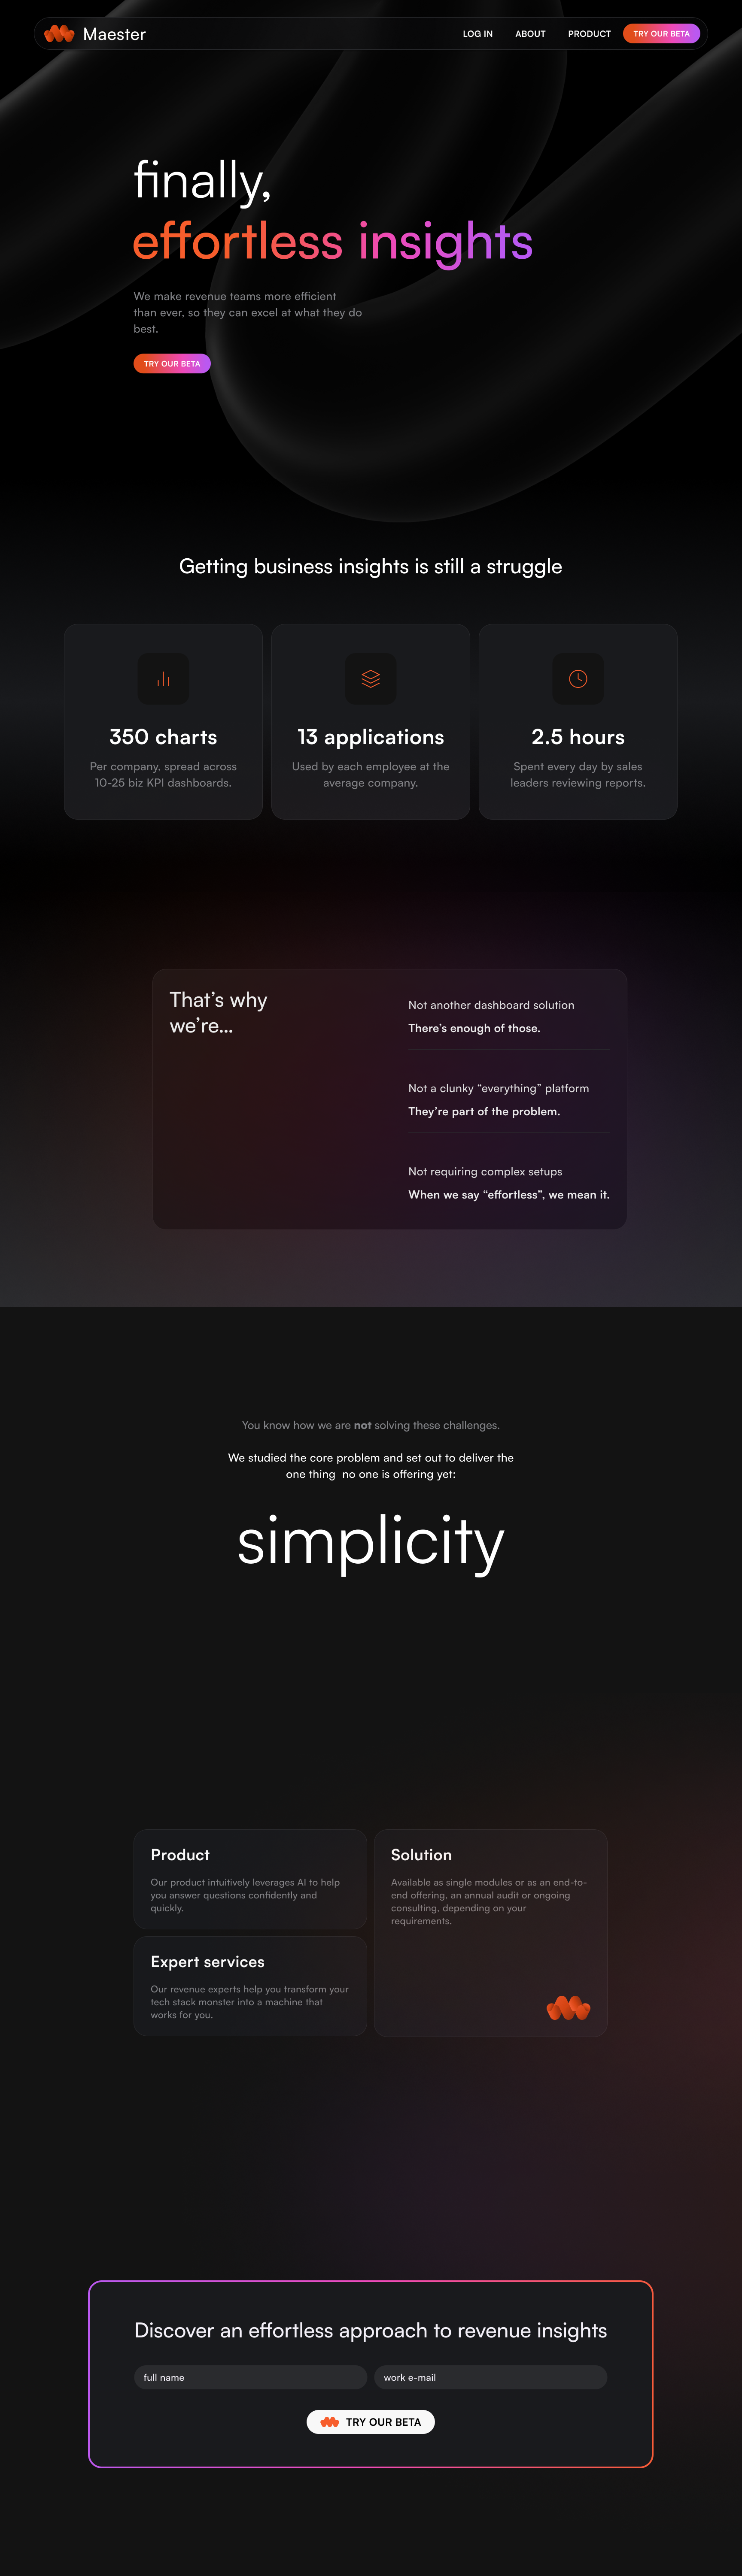 Maester
LOG IN
ABOUT
PRODUCT
TRY OUR BETA
finally,
effortless insights
We make revenue teams more efficient
than ever, so they can excel at what they do
best.
TRY OUR BETA
Getting business insights is still a struggle
350 charts
Per company, spread across
10-25 biz KPI dashboards.
13 applications
Used by each employee at the
average company.
2.5 hours
Spent every day by sales
leaders reviewing reports.
That’s why
we’re...
Not another dashboard solution
There’s enough of those.
Not a clunky “everything” platform
They’re part of the problem.
Not requiring complex setups
When we say “effortless”, we mean it.
You know how we are not solving these challenges.
We studied the core problem and set out to deliver the
one thing  no one is offering yet:
simplicity
Product
Our product intuitively leverages AI to help
you answer questions confidently and
quickly.
Expert services
Our revenue experts help you transform your
tech stack monster into a machine that
works for you.
Solution
Available as single modules or as an end-to-
end offering, an annual audit or ongoing
consulting, depending on your
requirements.
Discover an effortless approach to revenue insights
full name
work e-mail
TRY OUR BETA